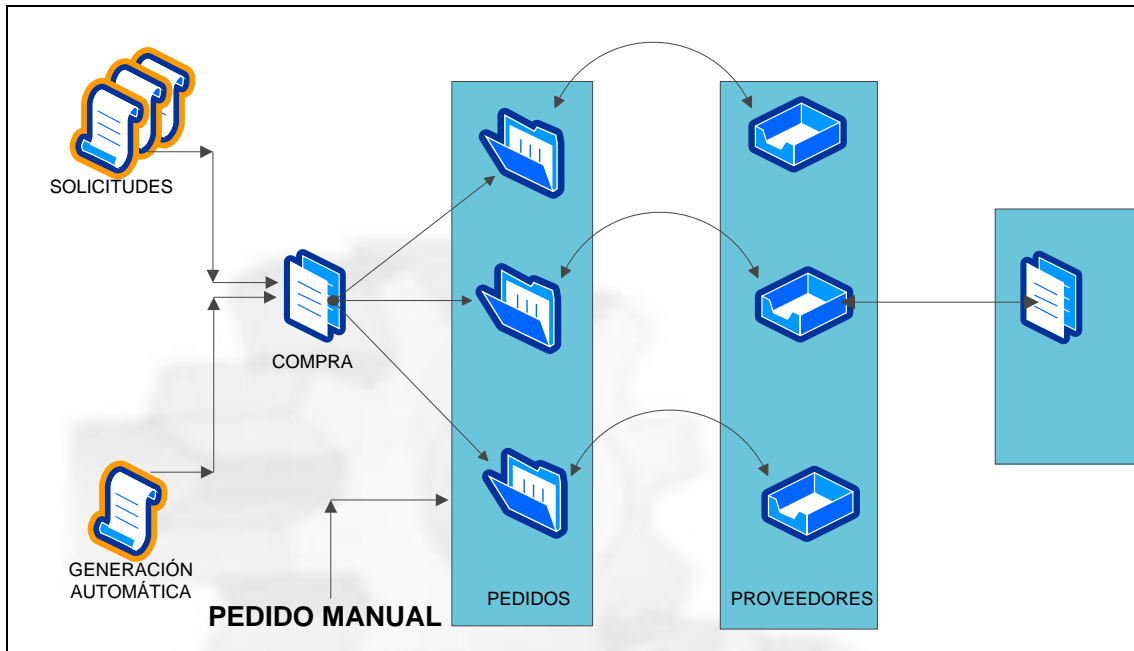 SOLICITUDES
COMPRA
GENERACIÓN
AUTOMÁTICA
PEDIDO MANUAL
PEDIDOS
PROVEEDORES